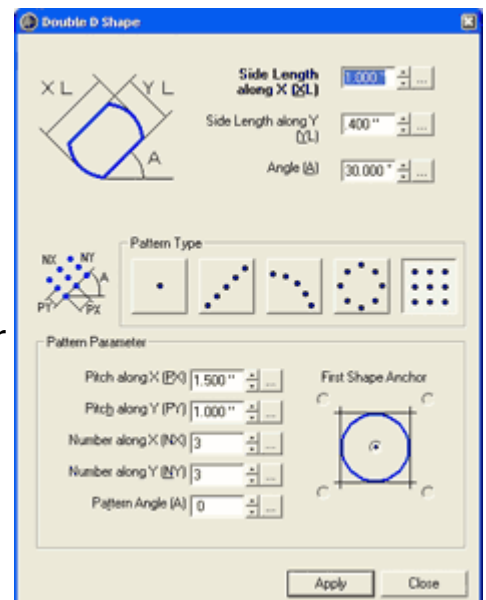 Double D Shape
XL
YL
A
Side Length
along X (XL)
1.000"
...
Side Length along Y
(YL)
.400"
...
Angle (A)
30.000°
...
Pattern Type
NX
NY
A
PY
PX
r
Pattern Parameter
Pitch along X (PX)
1.500"
...
Pitch along Y (PY)
1.000"
...
Number along X (NX)
3
...
Number along Y (NY)
3
...
Pattern Angle (A)
0
...
First Shape Anchor
Apply
Close